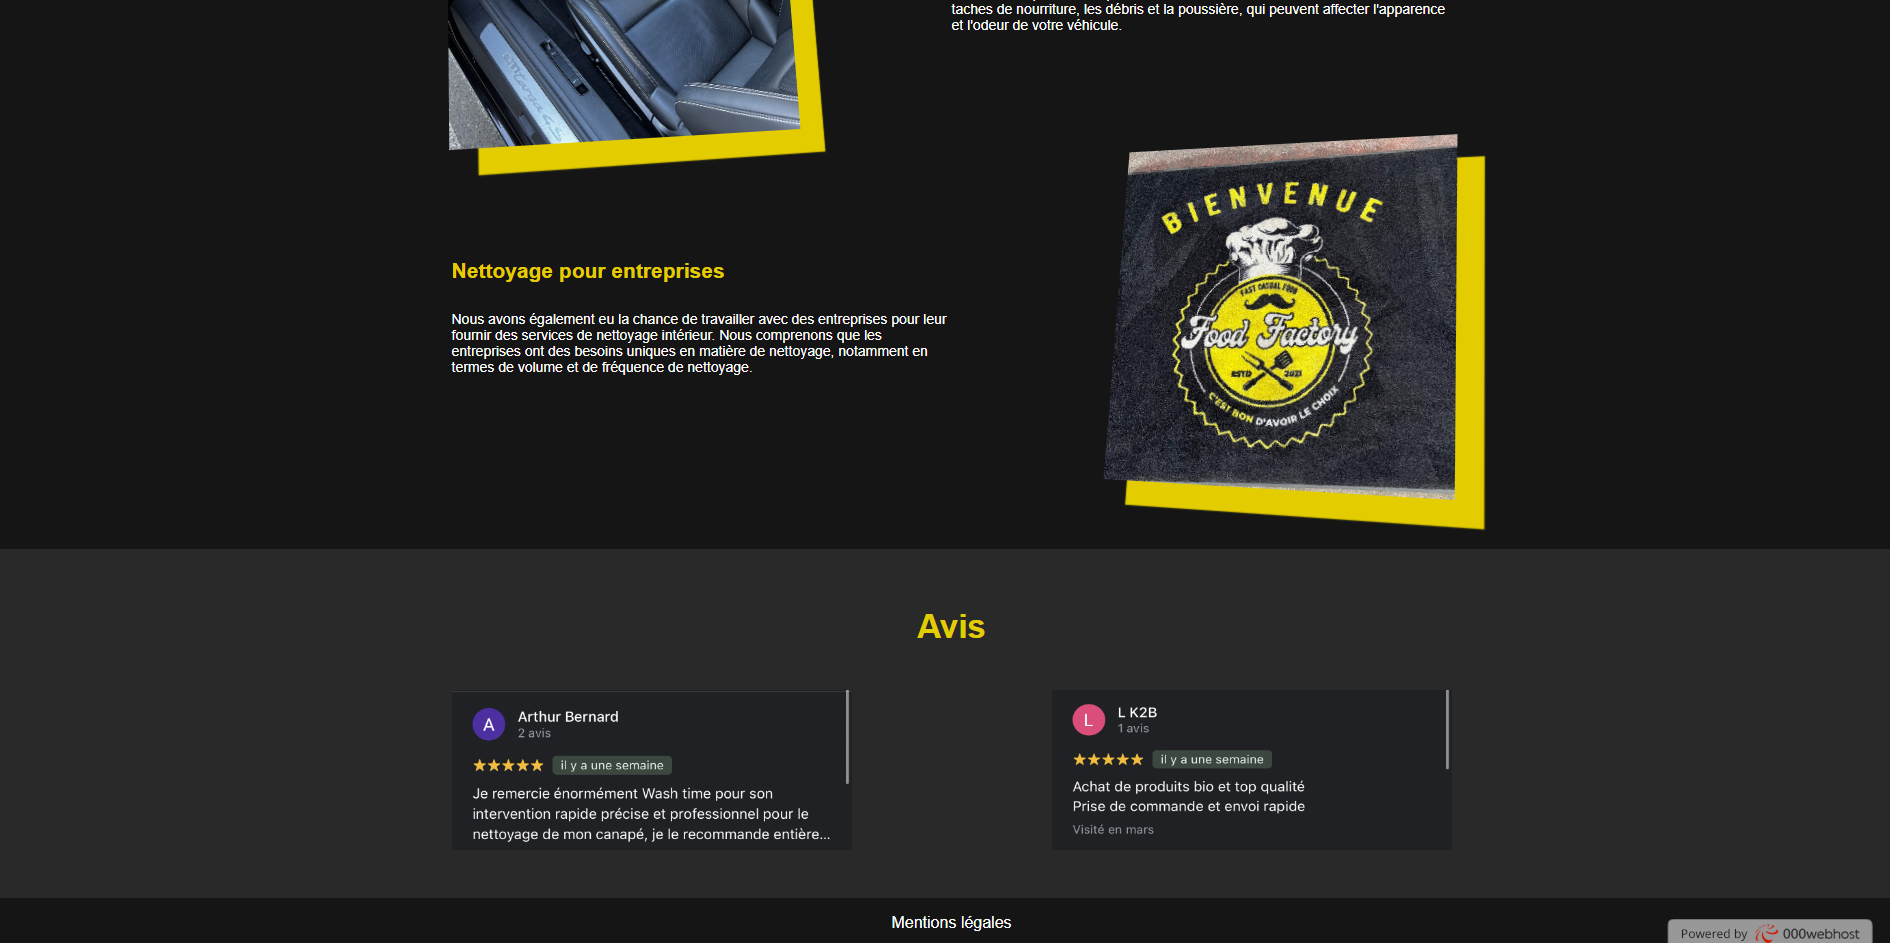 taches de nourriture, les débris et la poussière, qui peuvent affecter l'apparence
et l'odeur de votre véhicule.
targa 4S
BIENVENUE
FAST CASUAL FOOD
Food Factory
ESTD 2021
C'EST BON D'AVOIR LE CHOIX
Nettoyage pour entreprises
Nous avons également eu la chance de travailler avec des entreprises pour leur
fournir des services de nettoyage intérieur. Nous comprenons que les
entreprises ont des besoins uniques en matière de nettoyage, notamment en
termes de volume et de fréquence de nettoyage.
Avis
A
Arthur Bernard
2 avis
il y a une semaine
Je remercie énormément Wash time pour son
intervention rapide précise et professionnel pour le
nettoyage de mon canapé, je le recommande entière...
L
L K2B
1 avis
il y a une semaine
Achat de produits bio et top qualité
Prise de commande et envoi rapide
Visité en mars
Mentions légales
Powered by 000webhost